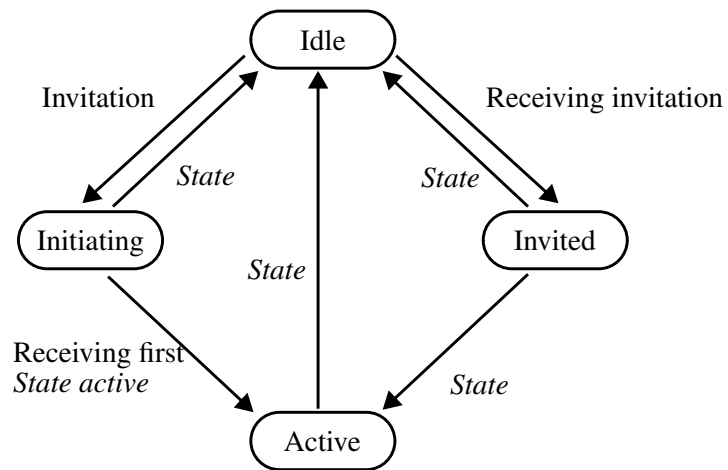 Idle
Invitation
Receiving invitation
State
State
Initiating
Invited
State
Receiving first
State active
State
Active